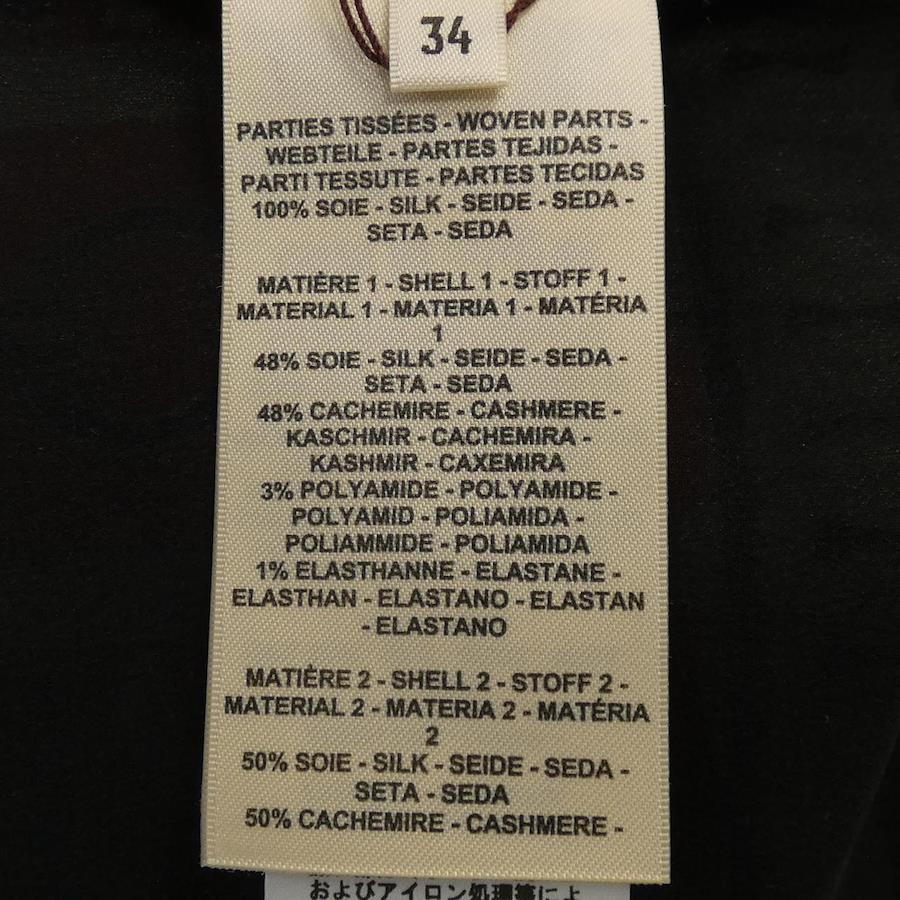 34
PARTIES TISSÉES - WOVEN PARTS -
WEBTEILE - PARTES TEJIDAS -
PARTI TESSUTE - PARTES TECIDAS
100% SOIE - SILK - SEIDE - SEDA -
SETA - SEDA
MATIÈRE 1 - SHELL 1 - STOFF 1 -
MATERIAL 1 - MATERIA 1 - MATÉRIA
1
48% SOIE - SILK - SEIDE - SEDA -
SETA - SEDA
48% CACHEMIRE - CASHMERE -
KASCHMIR - CACHEMIRA -
KASHMIR - CAXEMIRA
3% POLYAMIDE - POLYAMIDE -
POLYAMID - POLIAMIDA -
POLIAMMIDE - POLIAMIDA
1% ELASTHANNE - ELASTANE -
ELASTHAN - ELASTANO - ELASTAN
- ELASTANO
MATIÈRE 2 - SHELL 2 - STOFF 2 -
MATERIAL 2 - MATERIA 2 - MATÉRIA
2
50% SOIE - SILK - SEIDE - SEDA -
SETA - SEDA
50% CACHEMIRE - CASHMERE -
およびアイロン処理等によ